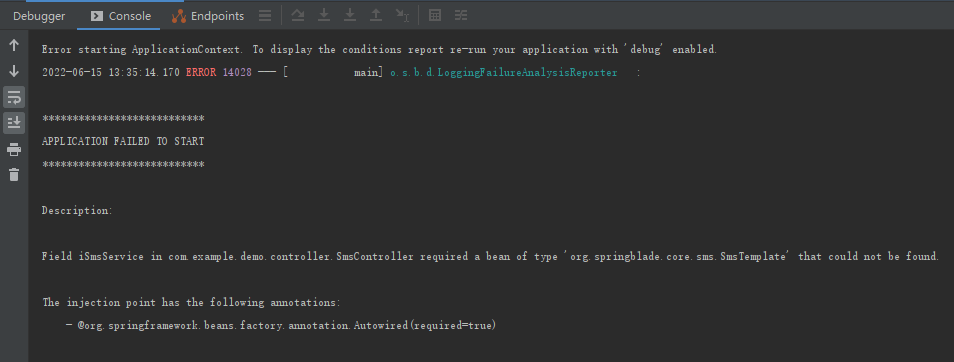 Debugger Console Endpoints
Error starting ApplicationContext. To display the conditions report re-run your application with 'debug' enabled.
2022-06-15 13:35:14.170 ERROR 14028 --- [ main] o.s.b.d.LoggingFailureAnalysisReporter :
***************************
APPLICATION FAILED TO START
***************************
Description:
Field iSmsService in com.example.demo.controller.SmsController required a bean of type 'org.springblade.core.sms.SmsTemplate' that could not be found.
The injection point has the following annotations:
- @org.springframework.beans.factory.annotation.Autowired(required=true)